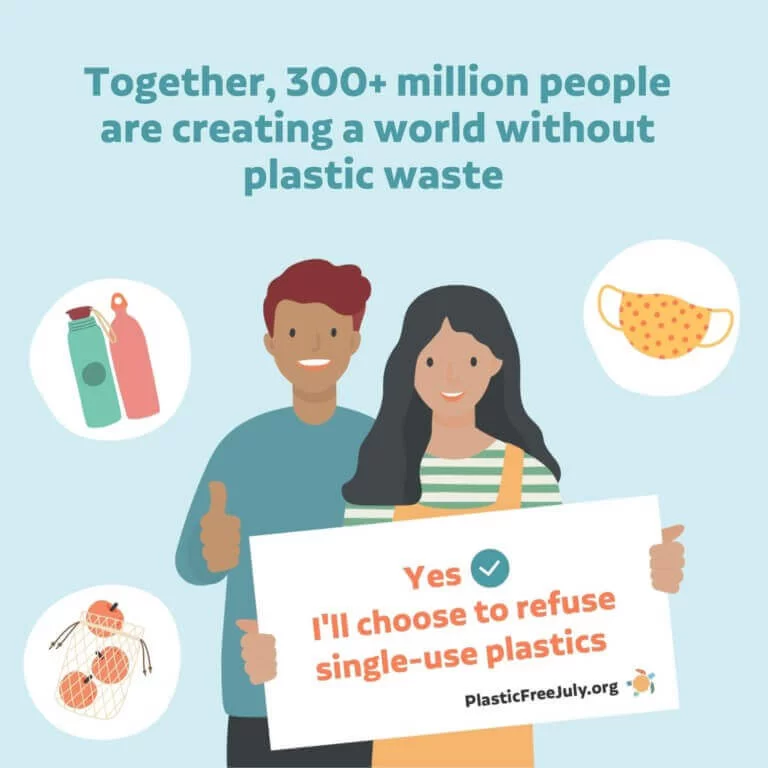 Together, 300+ million people
are creating a world without
plastic waste
Yes
I'll choose to refuse
single-use plastics
PlasticFreeJuly.org